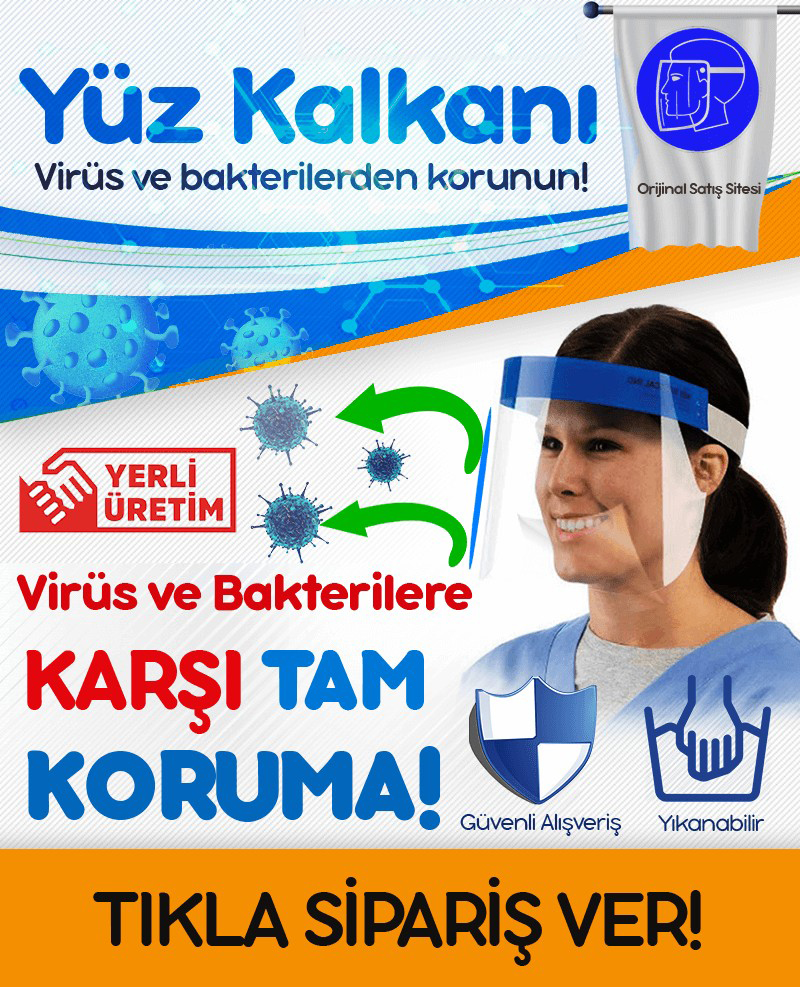 Yüz Kalkanı
Virüs ve bakterilerden korunun!
Orijinal Satış Sitesi
YERLİ
ÜRETİM
Virüs ve Bakterilere
KARŞI TAM
KORUMA!
Güvenli Alışveriş
Yıkanabilir
TIKLA SİPARİŞ VER!